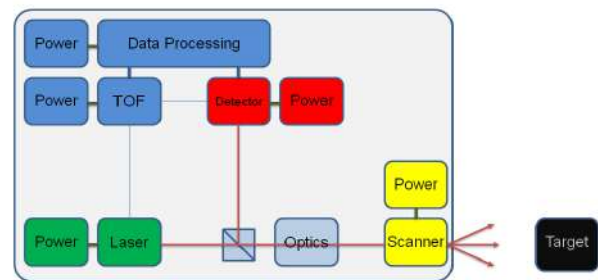 Power
Data Processing
Power
TOF
Detector
Power
Power
Power
Laser
Optics
Scanner
Target